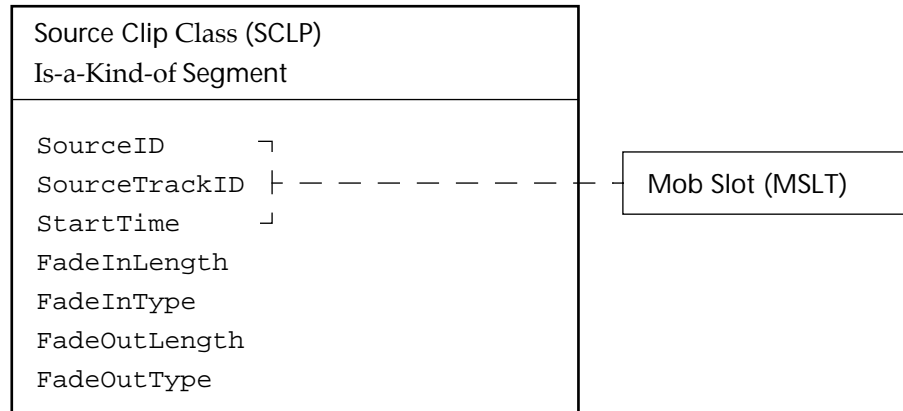 Source Clip Class (SCLP)
Is-a-Kind-of Segment
SourceID
SourceTrackID
Mob Slot (MSLT)
StartTime
FadeInLength
FadeInType
FadeOutLength
FadeOutType